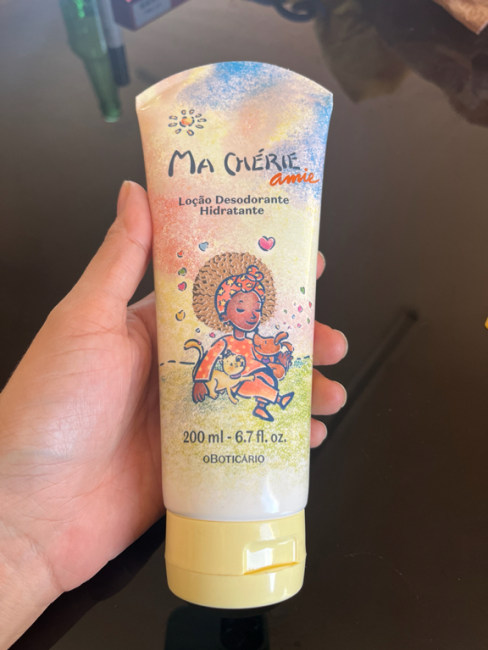 MA CHÉRIE
amie
Loção Desodorante
Hidratante
200 ml - 6.7 fl. oz.
oBOTICÁRIO